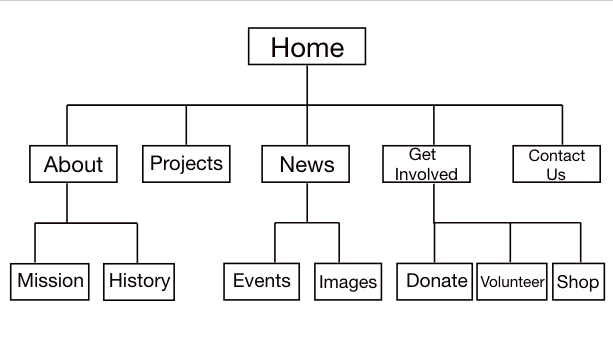 Home
About
Projects
News
Get
Involved
Contact
Us
Mission
History
Events
Images
Donate
Volunteer
Shop